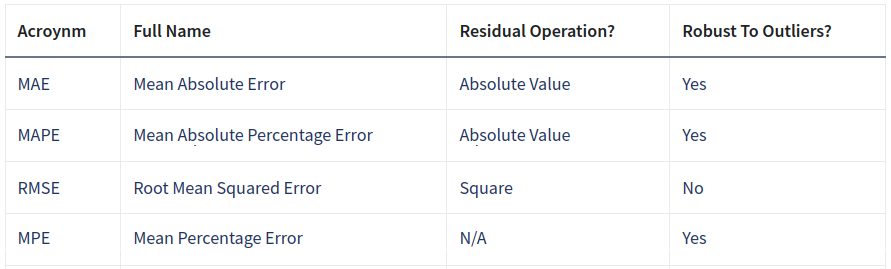 Acroynm Full Name Residual Operation? Robust To Outliers?
MAE Mean Absolute Error Absolute Value Yes
MAPE Mean Absolute Percentage Error Absolute Value Yes
RMSE Root Mean Squared Error Square No
MPE Mean Percentage Error N/A Yes